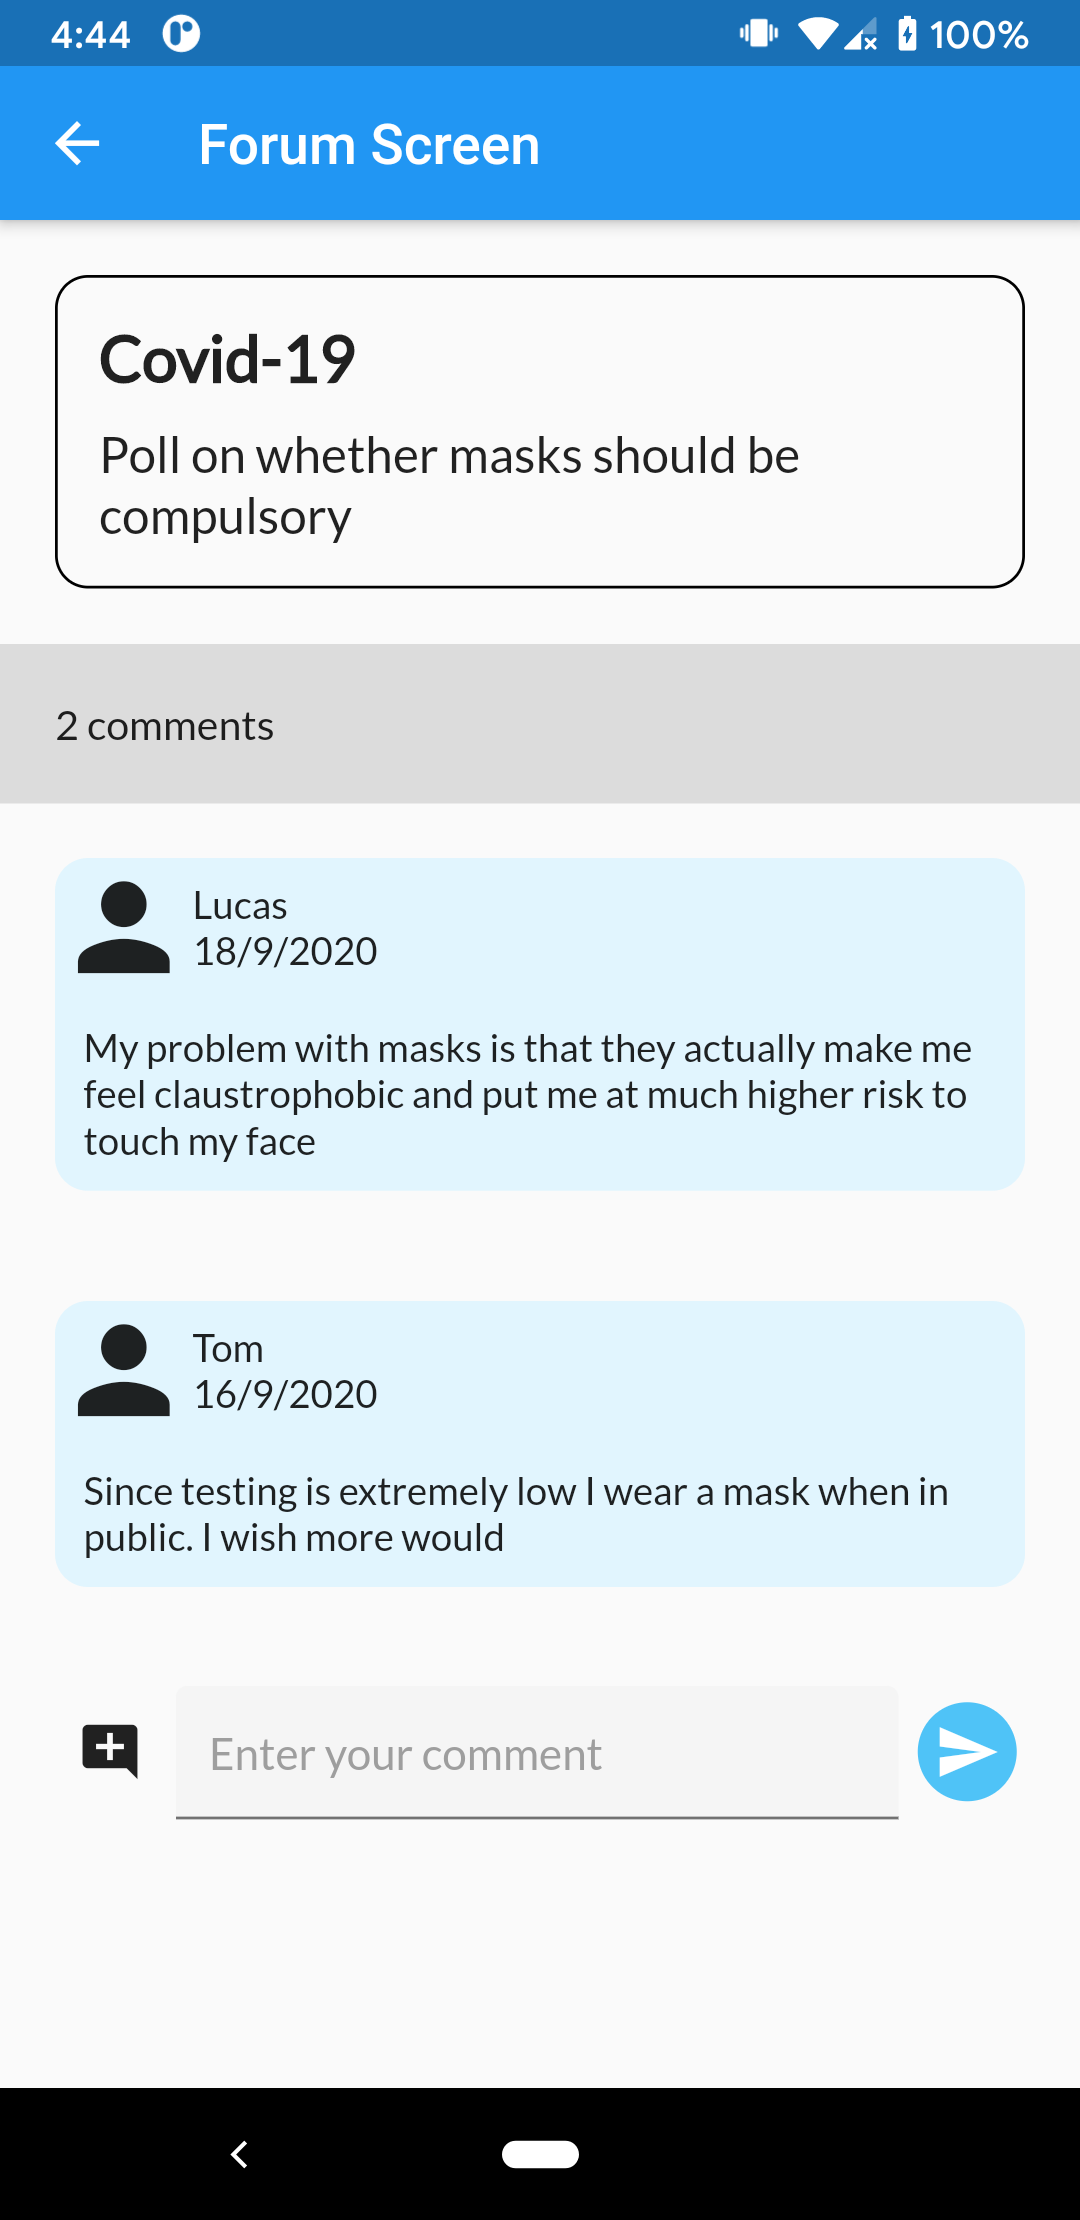 4:44
100%
Forum Screen
Covid-19
Poll on whether masks should be
compulsory
2 comments
Lucas
18/9/2020
My problem with masks is that they actually make me
feel claustrophobic and put me at much higher risk to
touch my face
Tom
16/9/2020
Since testing is extremely low I wear a mask when in
public. I wish more would
Enter your comment